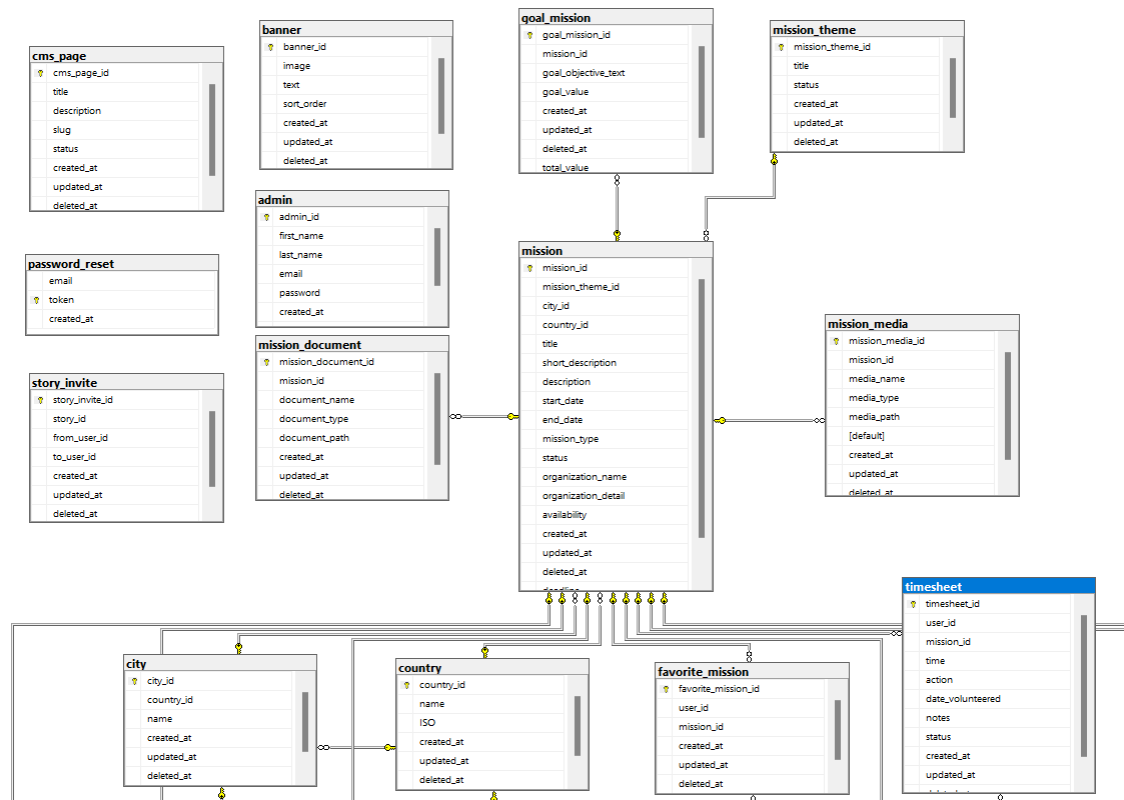 cms_page
cms_page_id
title
description
slug
status
created_at
updated_at
deleted_at
banner
banner_id
image
text
sort_order
created_at
updated_at
deleted_at
goal_mission
goal_mission_id
mission_id
goal_objective_text
goal_value
created_at
updated_at
deleted_at
total_value
mission_theme
mission_theme_id
title
status
created_at
updated_at
deleted_at
admin
admin_id
first_name
last_name
email
password
created_at
password_reset
email
token
created_at
mission
mission_id
mission_theme_id
city_id
country_id
title
short_description
description
start_date
end_date
mission_type
status
organization_name
organization_detail
availability
created_at
updated_at
deleted_at
deadline
mission_document
mission_document_id
mission_id
document_name
document_type
document_path
created_at
updated_at
deleted_at
mission_media
mission_media_id
mission_id
media_name
media_type
media_path
[default]
created_at
updated_at
deleted_at
story_invite
story_invite_id
story_id
from_user_id
to_user_id
created_at
updated_at
deleted_at
timesheet
timesheet_id
user_id
mission_id
time
action
date_volunteered
notes
status
created_at
updated_at
city
city_id
country_id
name
created_at
updated_at
deleted_at
country
country_id
name
ISO
created_at
updated_at
deleted_at
favorite_mission
favorite_mission_id
user_id
mission_id
created_at
updated_at
deleted_at